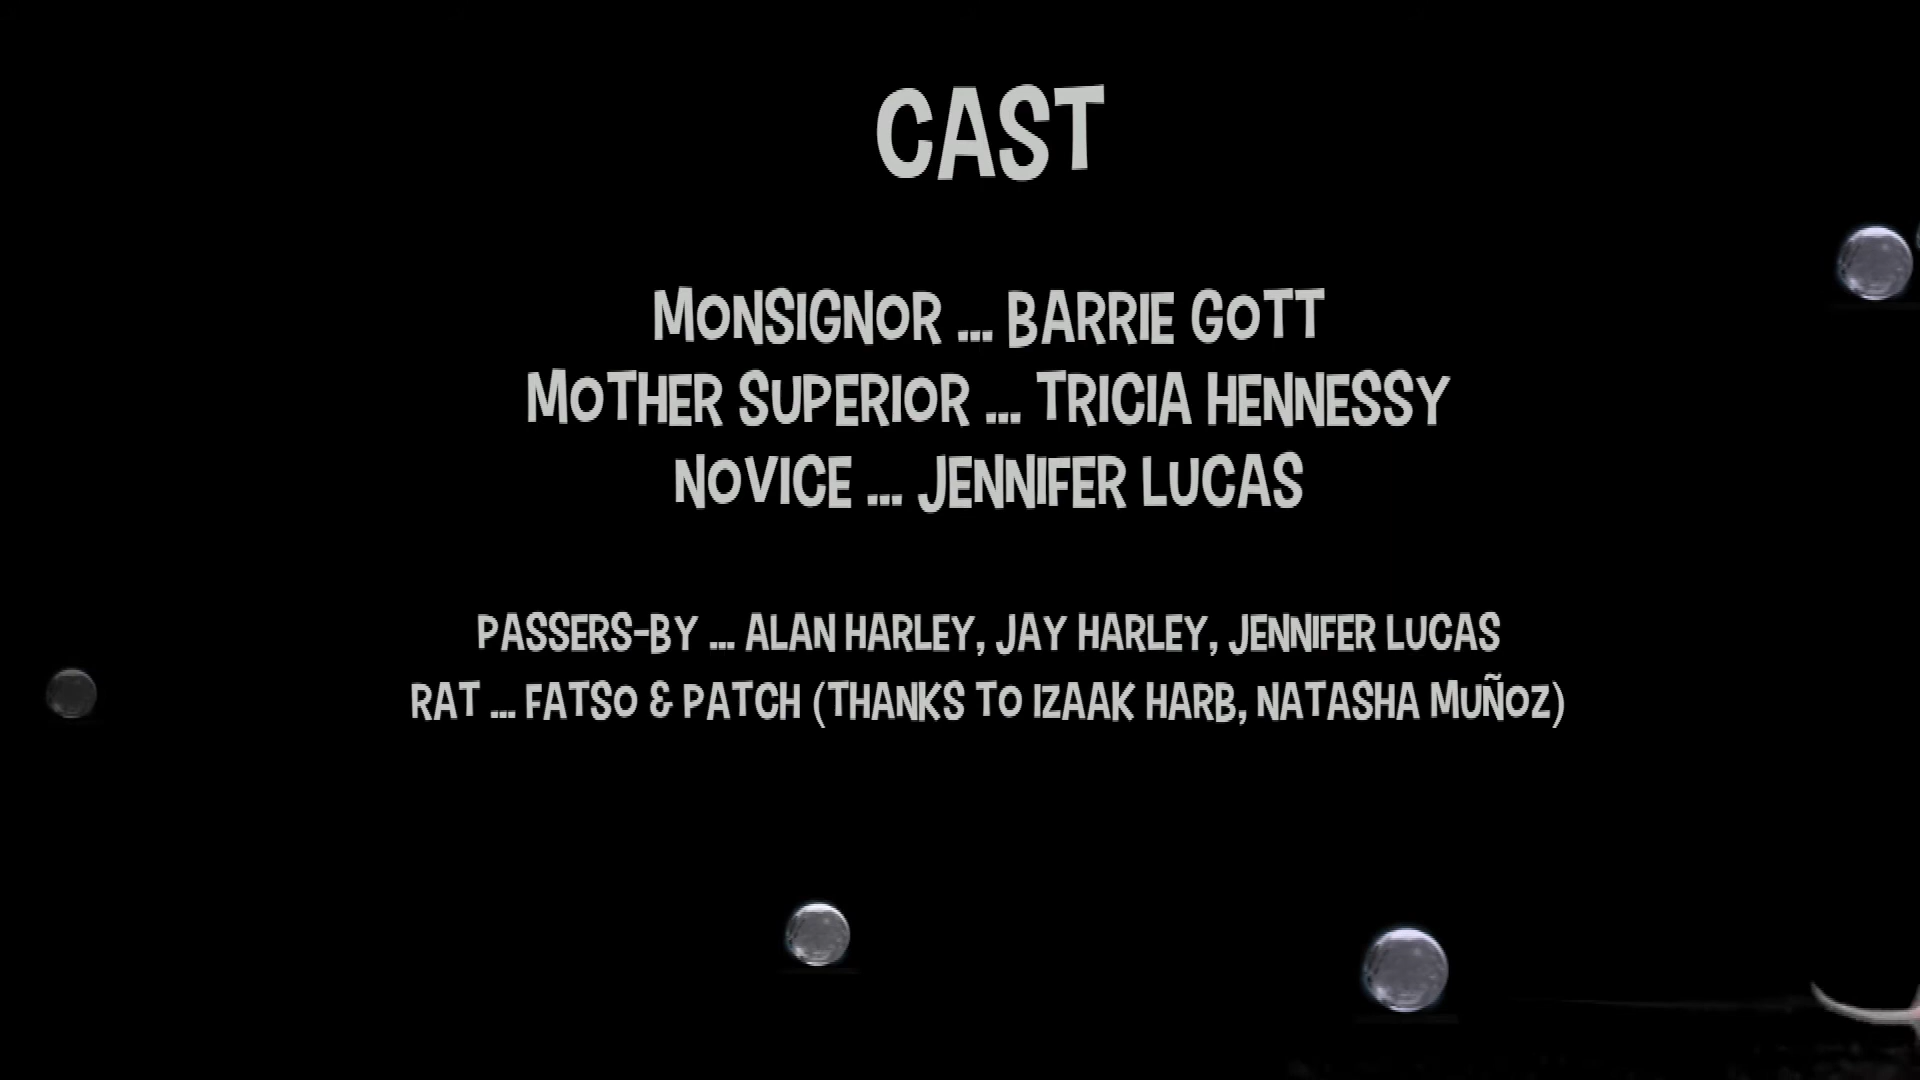 CAST
MONSIGNOR ... BARRIE GOTT
MOTHER SUPERIOR ... TRICIA HENNESSY
NOVICE ... JENNIFER LUCAS
PASSERS-BY ... ALAN HARLEY, JAY HARLEY, JENNIFER LUCAS
RAT ... FATSO & PATCH (THANKS TO IZAAK HARB, NATASHA MUÑOZ)